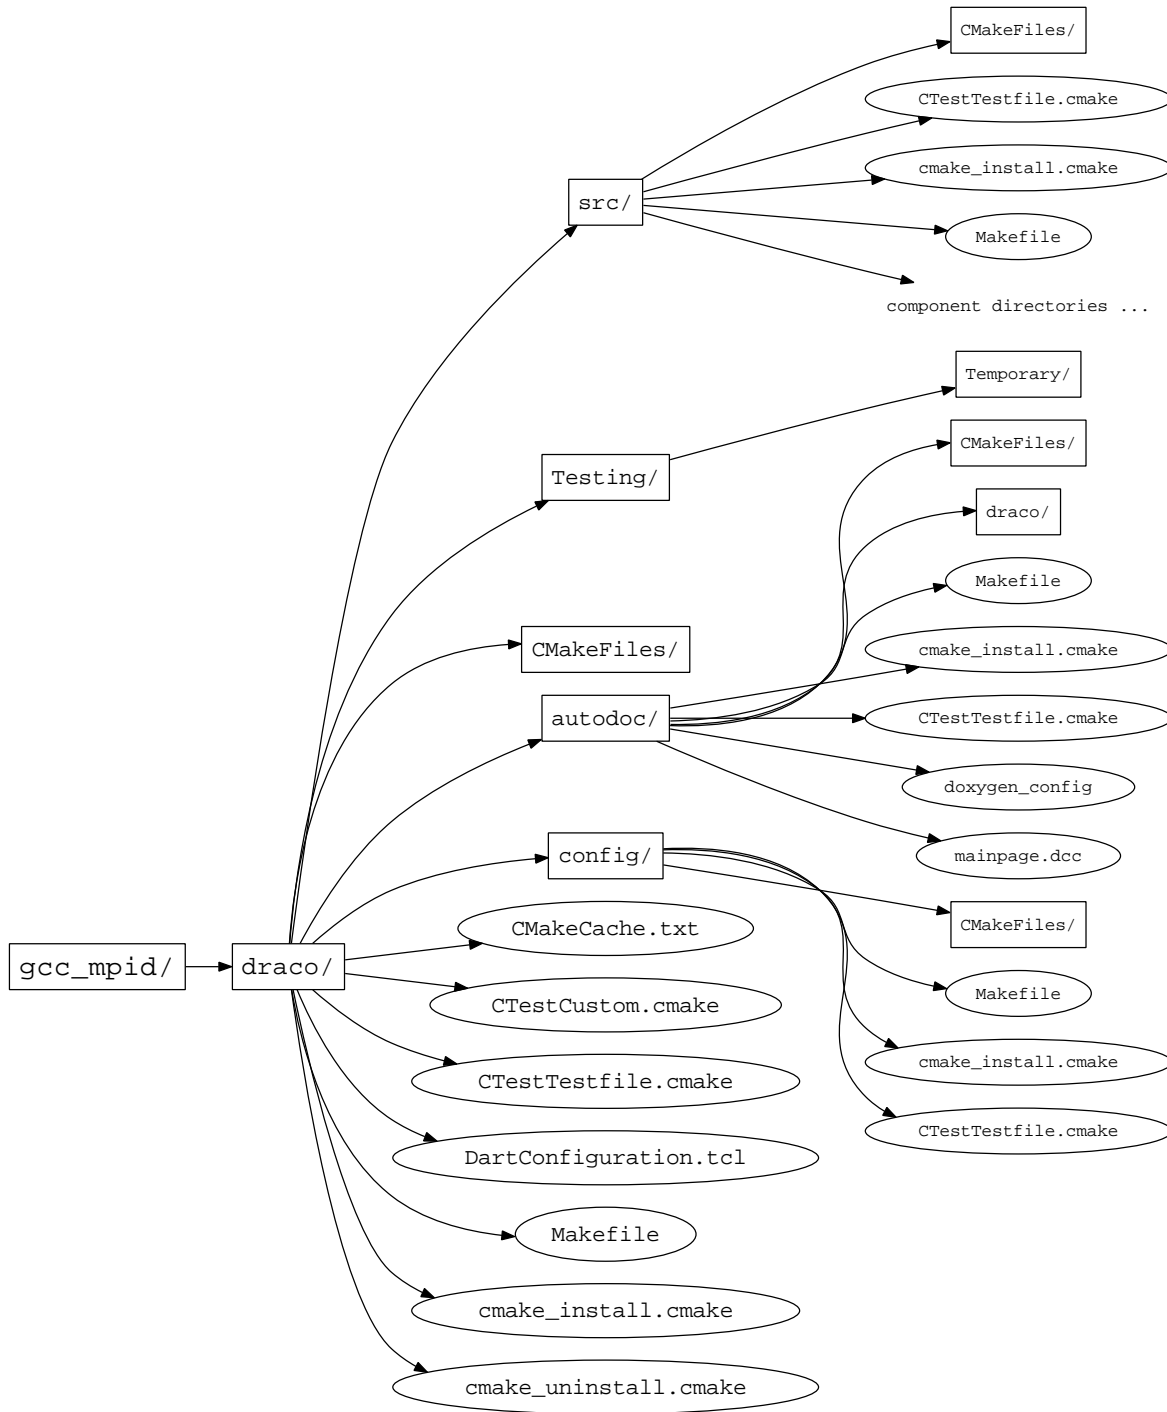 CMakeFiles/
CTestTestfile.cmake
cmake_install.cmake
src/
Makefile
component directories ...
Temporary/
CMakeFiles/
Testing/
draco/
Makefile
CMakeFiles/
cmake_install.cmake
autodoc/
CTestTestfile.cmake
doxygen_config
config/
mainpage.dcc
CMakeCache.txt
CMakeFiles/
gcc_mpid/
draco/
CTestCustom.cmake
Makefile
CTestTestfile.cmake
cmake_install.cmake
CTestTestfile.cmake
DartConfiguration.tcl
Makefile
cmake_install.cmake
cmake_uninstall.cmake